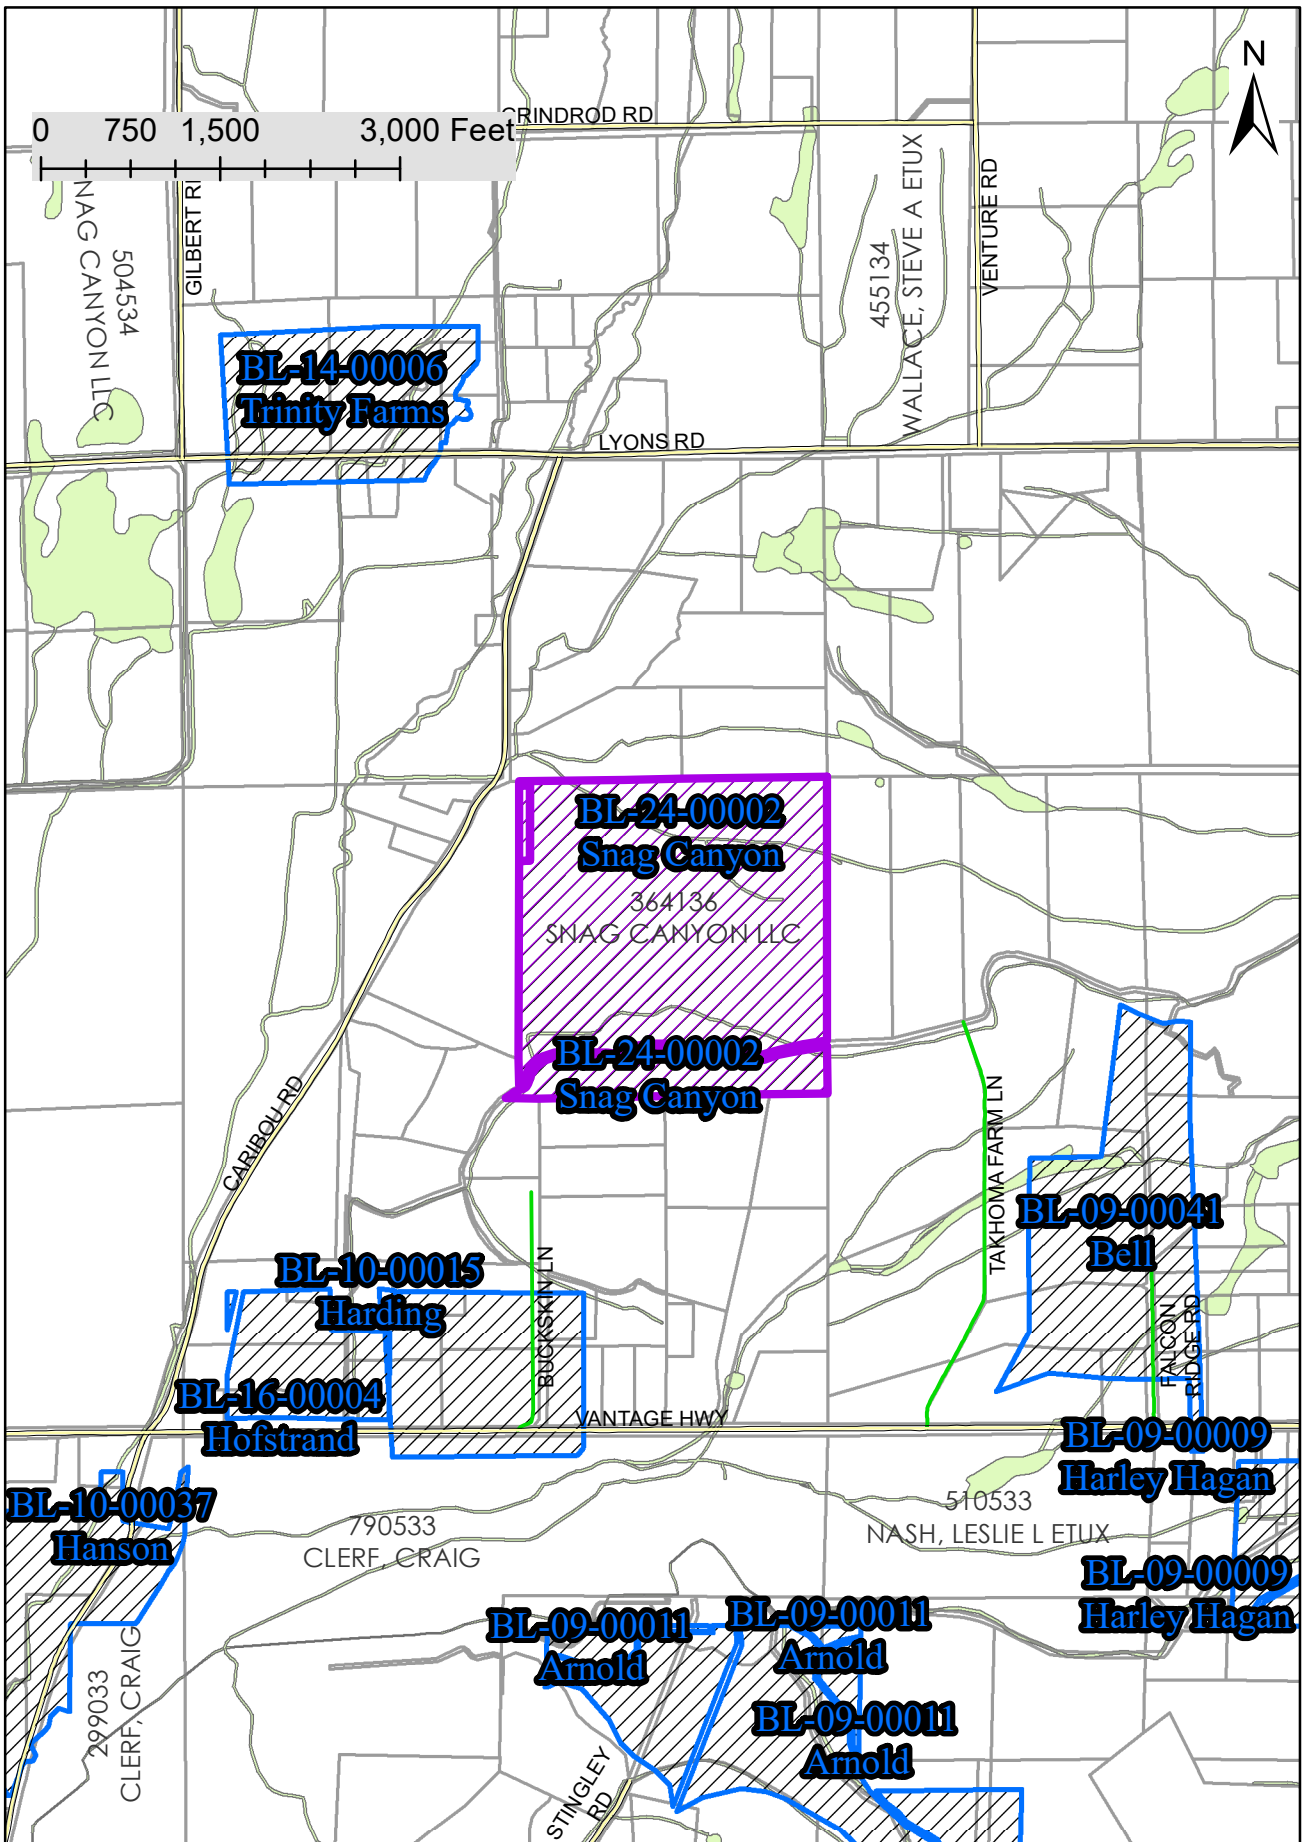 N
0 750 1,500 3,000 Feet
GRINDROD RD
GILBERT RD
504534
SNAG CANYON LLC
455134
WALLACE, STEVE A ETUX
VENTURE RD
BL-14-00006
Trinity Farms
LYONS RD
BL-24-00002
Snag Canyon
364136
SNAG CANYON LLC
BL-24-00002
Snag Canyon
CARIBOU RD
TAKHOMA FARM LN
BL-09-00041
Bell
BL-10-00015
Harding
BUCKSKIN LN
FALCON
RIDGE RD
BL-16-00004
Hofstrand
VANTAGE HWY
BL-09-00009
Harley Hagan
BL-10-00037
Hanson
790533
CLERF, CRAIG
510533
NASH, LESLIE L ETUX
BL-09-00009
Harley Hagan
BL-09-00011
Arnold
BL-09-00011
Arnold
299033
CLERF, CRAIG
BL-09-00011
Arnold
STINGLEY
RD